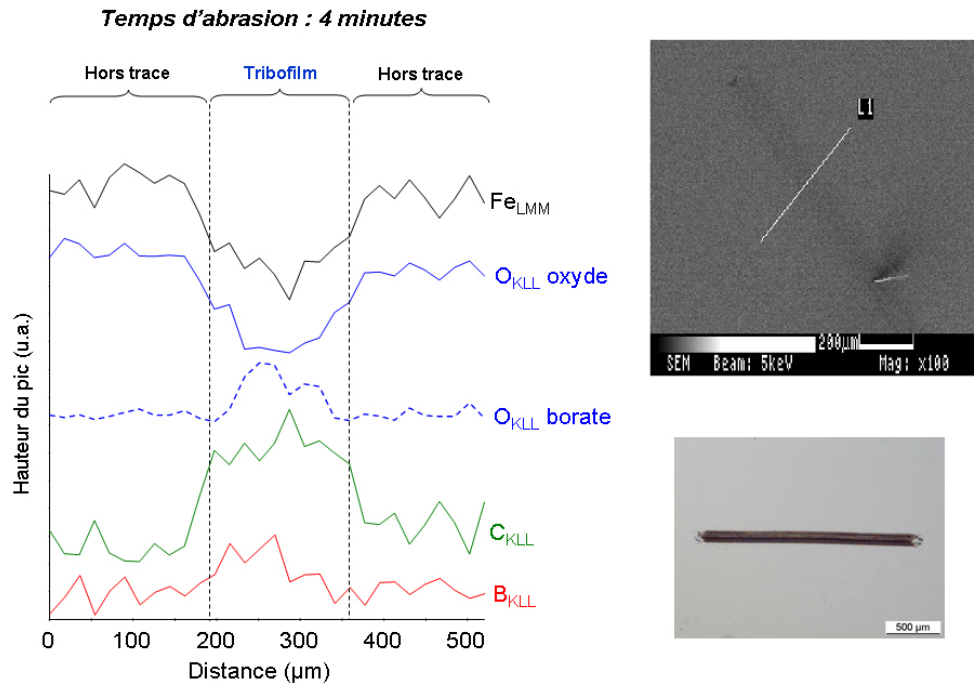 Temps d'abrasion : 4 minutes
Hors trace
Tribofilm
Hors trace
Hauteur du pic (u.a.)
Fe LMM
O KLL oxyde
O KLL borate
C KLL
B KLL
0 100 200 300 400 500
Distance (µm)
L1
200µm
SEM Beam: 5keV Mag: x100
500 µm